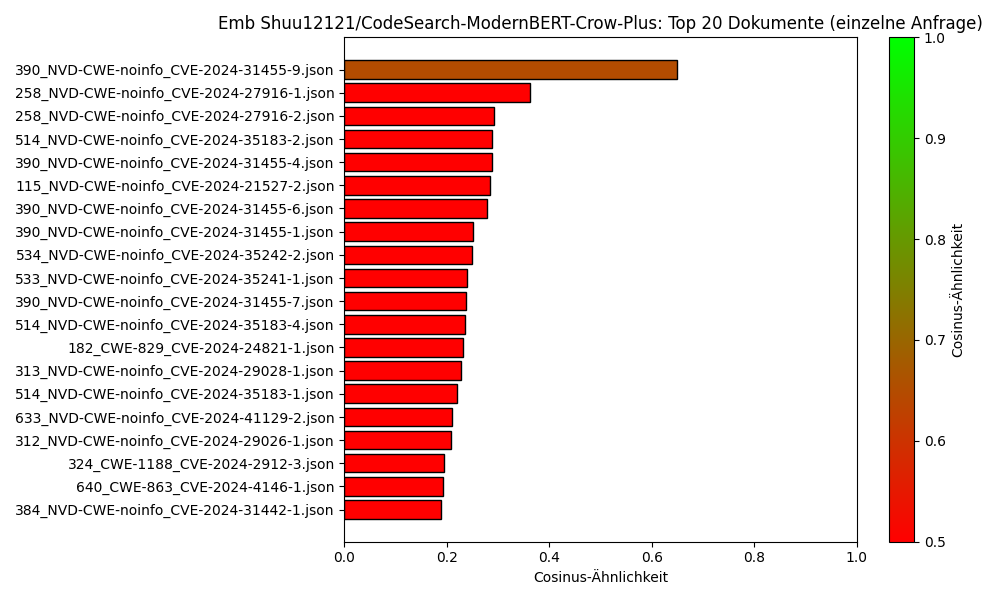 Emb Shuu12121/CodeSearch-ModernBERT-Crow-Plus: Top 20 Dokumente (einzelne Anfrage)
390_NVD-CWE-noinfo_CVE-2024-31455-9.json
258_NVD-CWE-noinfo_CVE-2024-27916-1.json
258_NVD-CWE-noinfo_CVE-2024-27916-2.json
514_NVD-CWE-noinfo_CVE-2024-35183-2.json
390_NVD-CWE-noinfo_CVE-2024-31455-4.json
115_NVD-CWE-noinfo_CVE-2024-21527-2.json
390_NVD-CWE-noinfo_CVE-2024-31455-6.json
390_NVD-CWE-noinfo_CVE-2024-31455-1.json
534_NVD-CWE-noinfo_CVE-2024-35242-2.json
533_NVD-CWE-noinfo_CVE-2024-35241-1.json
390_NVD-CWE-noinfo_CVE-2024-31455-7.json
514_NVD-CWE-noinfo_CVE-2024-35183-4.json
182_CWE-829_CVE-2024-24821-1.json
313_NVD-CWE-noinfo_CVE-2024-29028-1.json
514_NVD-CWE-noinfo_CVE-2024-35183-1.json
633_NVD-CWE-noinfo_CVE-2024-41129-2.json
312_NVD-CWE-noinfo_CVE-2024-29026-1.json
324_CWE-1188_CVE-2024-2912-3.json
640_CWE-863_CVE-2024-4146-1.json
384_NVD-CWE-noinfo_CVE-2024-31442-1.json
0.0 0.2 0.4 0.6 0.8 1.0
Cosinus-Ähnlichkeit
1.0
0.9
0.8
0.7
0.6
0.5
Cosinus-Ähnlichkeit